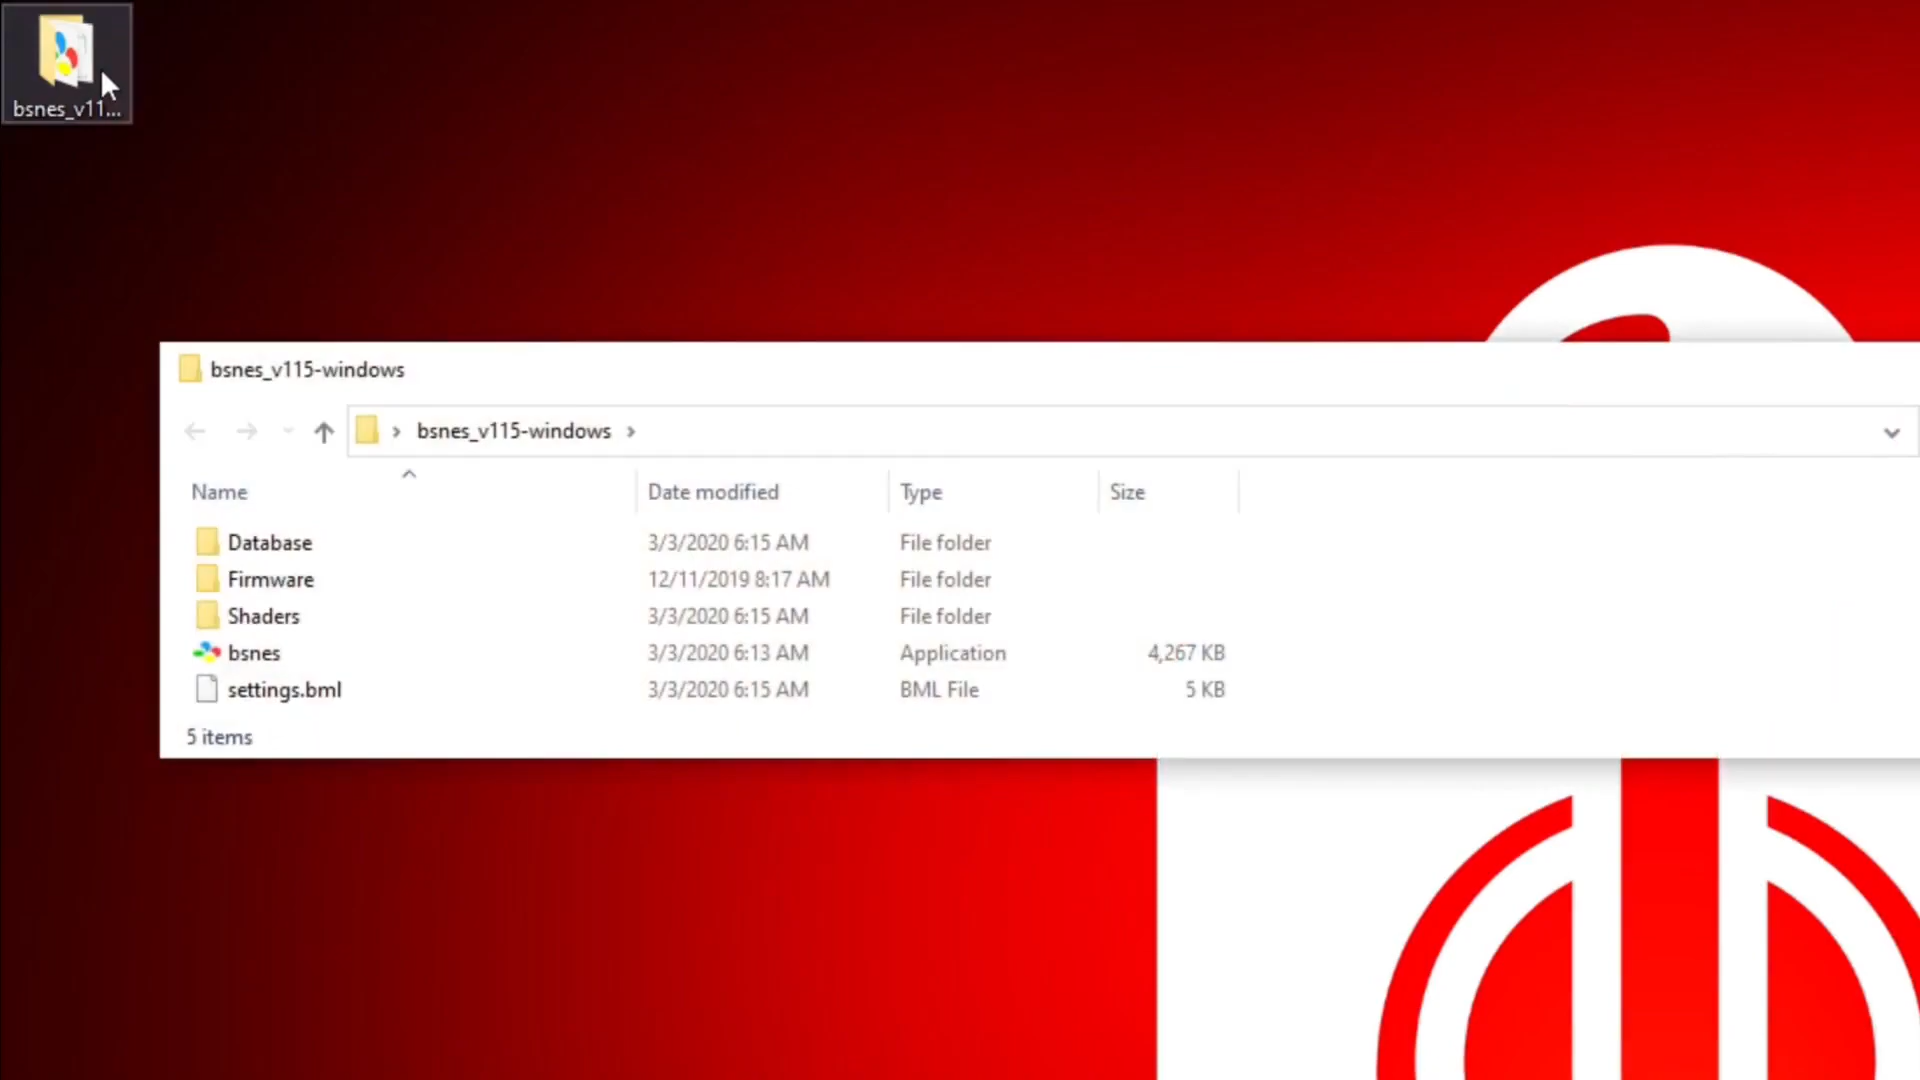 bsnes_v11...
bsnes_v115-windows
bsnes_v115-windows
Name Date modified Type Size
Database 3/3/2020 6:15 AM File folder
Firmware 12/11/2019 8:17 AM File folder
Shaders 3/3/2020 6:15 AM File folder
bsnes 3/3/2020 6:13 AM Application 4,267 KB
settings.bml 3/3/2020 6:15 AM BML File 5 KB
5 items